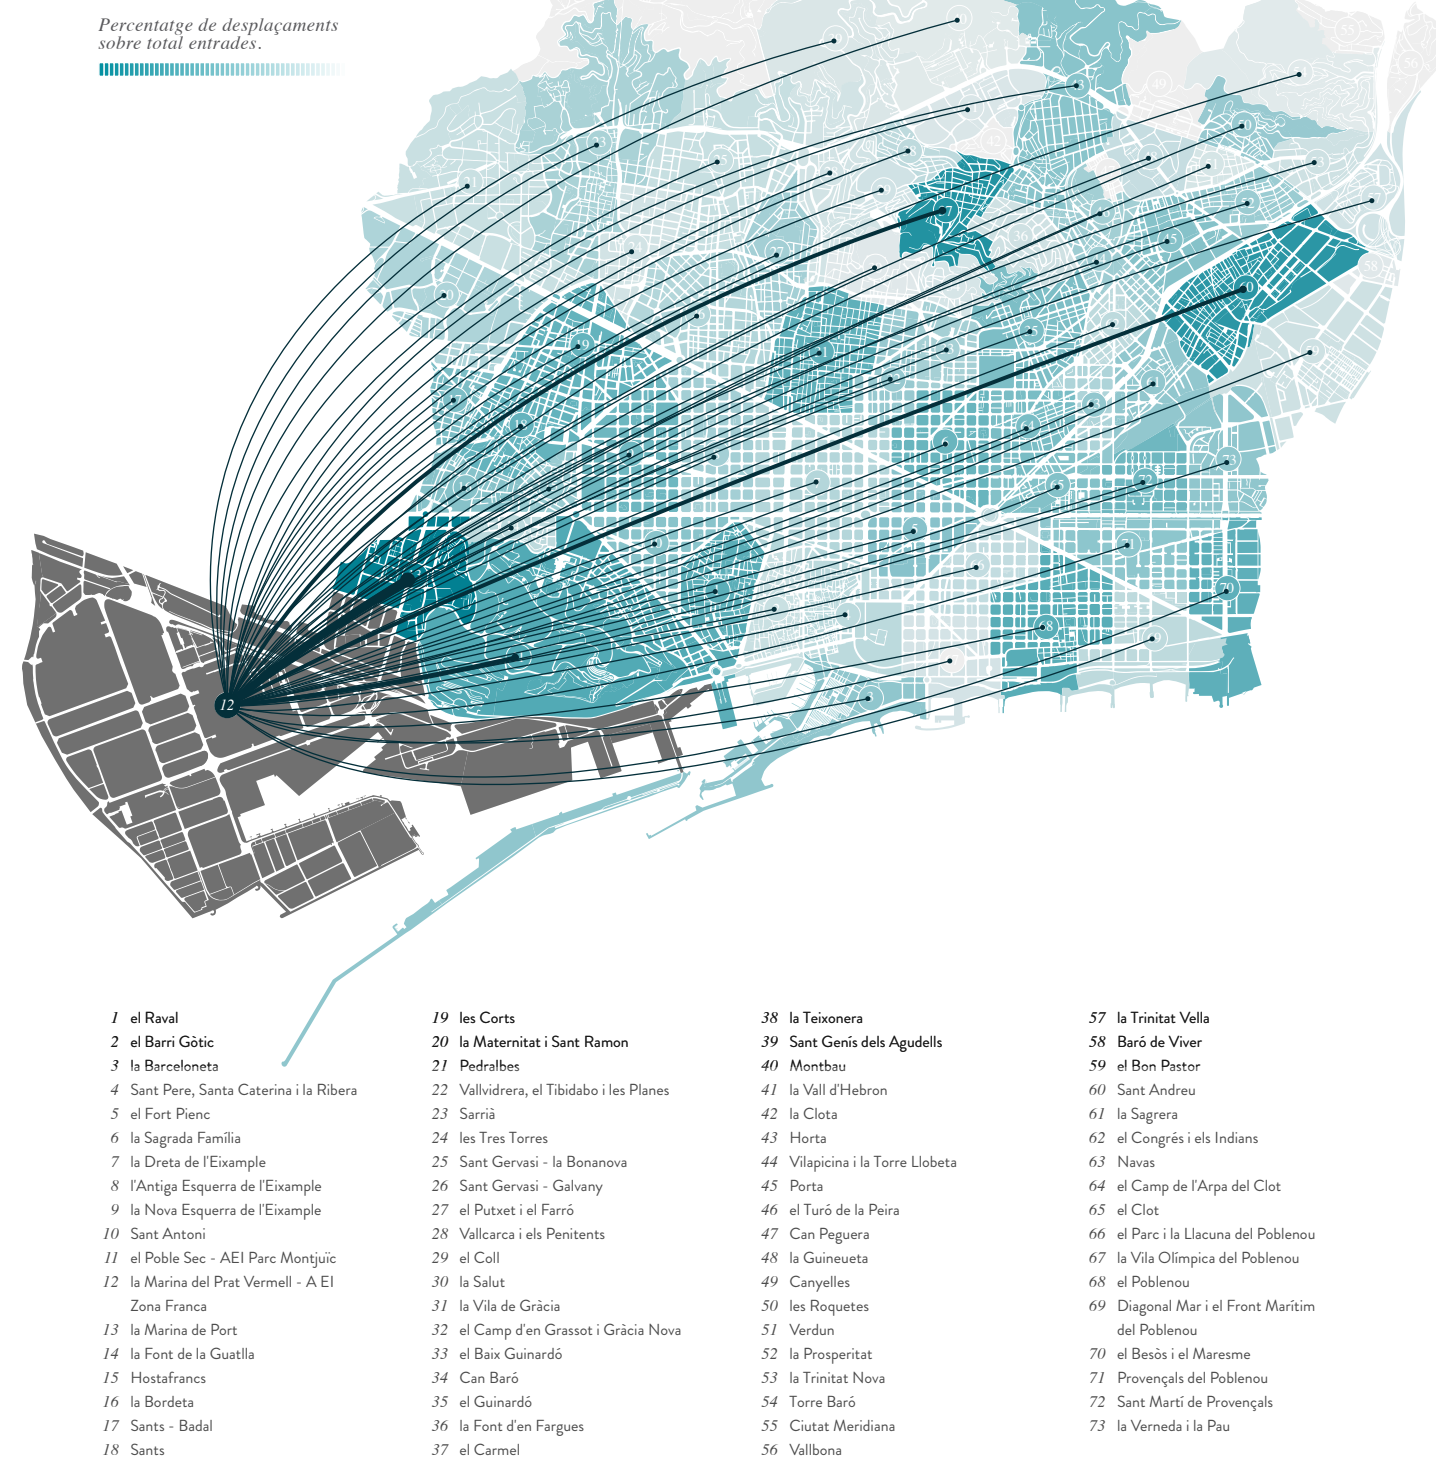 Percentatge de desplaçaments
sobre total entrades.
12
1 el Raval
2 el Barri Gòtic
3 la Barceloneta
4 Sant Pere, Santa Caterina i la Ribera
5 el Fort Pienc
6 la Sagrada Família
7 la Dreta de l'Eixample
8 l'Antiga Esquerra de l'Eixample
9 la Nova Esquerra de l'Eixample
10 Sant Antoni
11 el Poble Sec - AEI Parc Montjuïc
12 la Marina del Prat Vermell - A EI
Zona Franca
13 la Marina de Port
14 la Font de la Guatlla
15 Hostafrancs
16 la Bordeta
17 Sants - Badal
18 Sants
19 les Corts
20 la Maternitat i Sant Ramon
21 Pedralbes
22 Vallvidrera, el Tibidabo i les Planes
23 Sarrià
24 les Tres Torres
25 Sant Gervasi - la Bonanova
26 Sant Gervasi - Galvany
27 el Putxet i el Farró
28 Vallcarca i els Penitents
29 el Coll
30 la Salut
31 la Vila de Gràcia
32 el Camp d'en Grassot i Gràcia Nova
33 el Baix Guinardó
34 Can Baró
35 el Guinardó
36 la Font d'en Fargues
37 el Carmel
38 la Teixonera
39 Sant Genís dels Agudells
40 Montbau
41 la Vall d'Hebron
42 la Clota
43 Horta
44 Vilapicina i la Torre Llobeta
45 Porta
46 el Turó de la Peira
47 Can Peguera
48 la Guineueta
49 Canyelles
50 les Roquetes
51 Verdun
52 la Prosperitat
53 la Trinitat Nova
54 Torre Baró
55 Ciutat Meridiana
56 Vallbona
57 la Trinitat Vella
58 Baró de Viver
59 el Bon Pastor
60 Sant Andreu
61 la Sagrera
62 el Congrés i els Indians
63 Navas
64 el Camp de l'Arpa del Clot
65 el Clot
66 el Parc i la Llacuna del Poblenou
67 la Vila Olímpica del Poblenou
68 el Poblenou
69 Diagonal Mar i el Front Marítim
del Poblenou
70 el Besòs i el Maresme
71 Provençals del Poblenou
72 Sant Martí de Provençals
73 la Verneda i la Pau